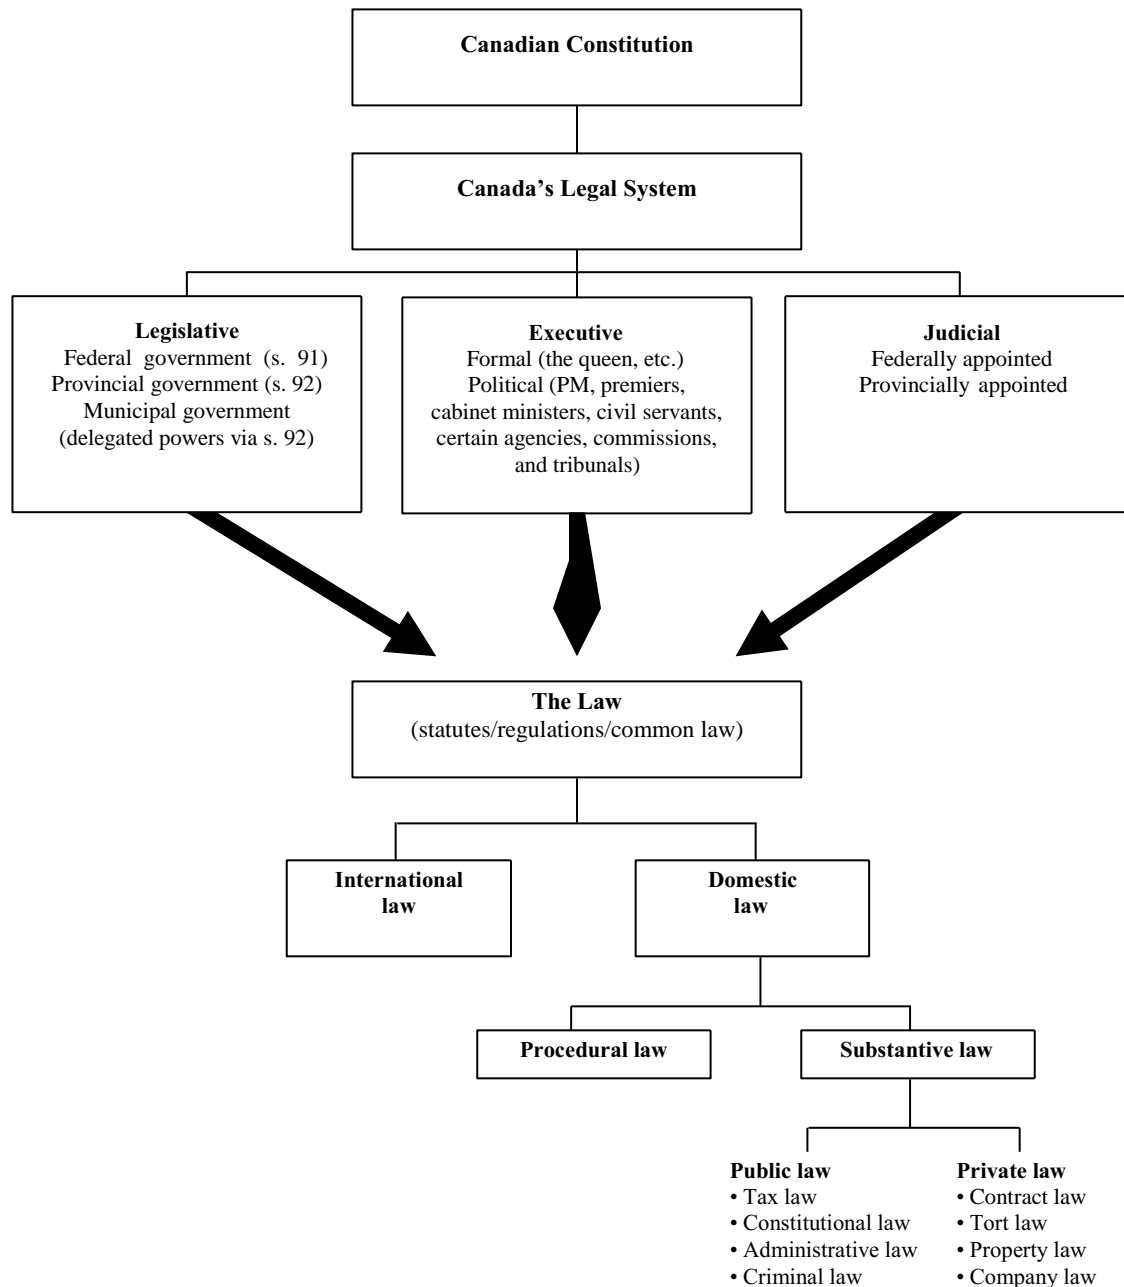 Canadian Constitution
Canada’s Legal System
Legislative
Federal government (s. 91)
Provincial government (s. 92)
Municipal government
(delegated powers via s. 92)
Executive
Formal (the queen, etc.)
Political (PM, premiers,
cabinet ministers, civil servants,
certain agencies, commissions,
and tribunals)
Judicial
Federally appointed
Provincially appointed
The Law
(statutes/regulations/common law)
International
law
Domestic
law
Procedural law
Substantive law
Public law
• Tax law
• Constitutional law
• Administrative law
• Criminal law
Private law
• Contract law
• Tort law
• Property law
• Company law